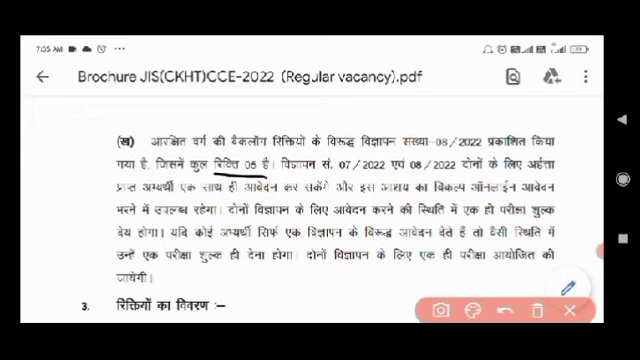 7:35 AM
Brochure JIS(CKHT)CCE-2022 (Regular vacancy).pdf
(ख) आरक्षित वर्ग की बैकलॉग रिक्तियों के विरूद्ध विज्ञापन संख्या-08/2022 प्रकाशित किया
गया है, जिसमें कुल रिक्ति 05 है। विज्ञापन सं. 07/2022 एवं 08/2022 दोनों के लिए अर्हत्ता
प्राप्त अभ्यर्थी एक साथ ही आवेदन कर सकेंगे और इस आशय का विकल्प ऑनलाईन आवेदन
भरने में उपलब्ध रहेगा। दोनों विज्ञापन के लिए आवेदन करने की स्थिति में एक ही परीक्षा शुल्क
देय होगा। यदि कोई अभ्यर्थी सिर्फ एक विज्ञापन के विरूद्ध आवेदन देते हैं तो वैसी स्थिति में
उन्हें एक परीक्षा शुल्क ही देना होगा। दोनों विज्ञापन के लिए एक ही परीक्षा आयोजित की
जायेगी।
3. रिक्तियों का विवरण :—